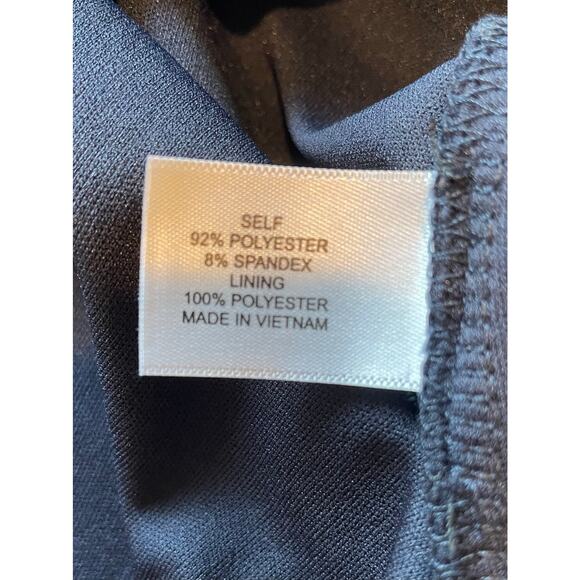 SELF
92% POLYESTER
8% SPANDEX
LINING
100% POLYESTER
MADE IN VIETNAM